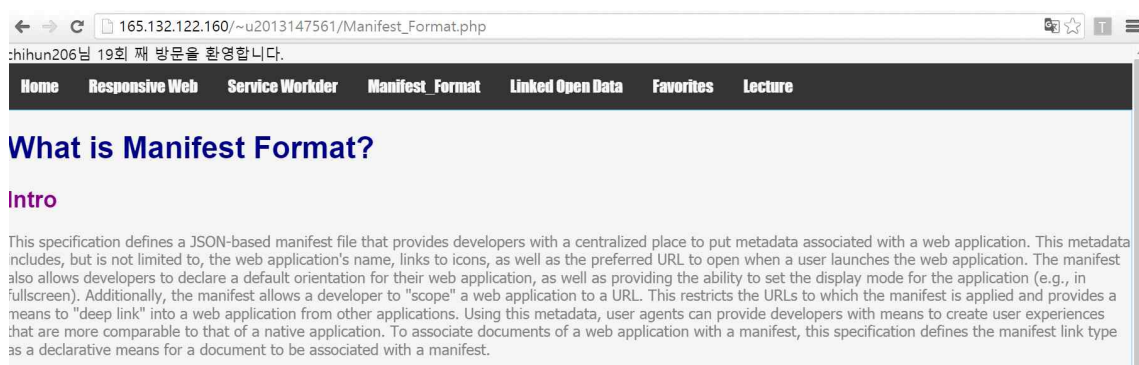 165.132.122.160/~u2013147561/Manifest_Format.php
T
chihun206님 19회 째 방문을 환영합니다.
Home Responsive Web Service Workder Manifest_Format Linked Open Data Favorites Lecture
What is Manifest Format?
Intro
This specification defines a JSON-based manifest file that provides developers with a centralized place to put metadata associated with a web application. This metadata
includes, but is not limited to, the web application's name, links to icons, as well as the preferred URL to open when a user launches the web application. The manifest
also allows developers to declare a default orientation for their web application, as well as providing the ability to set the display mode for the application (e.g., in
fullscreen). Additionally, the manifest allows a developer to "scope" a web application to a URL. This restricts the URLs to which the manifest is applied and provides a
means to "deep link" into a web application from other applications. Using this metadata, user agents can provide developers with means to create user experiences
that are more comparable to that of a native application. To associate documents of a web application with a manifest, this specification defines the manifest link type
as a declarative means for a document to be associated with a manifest.